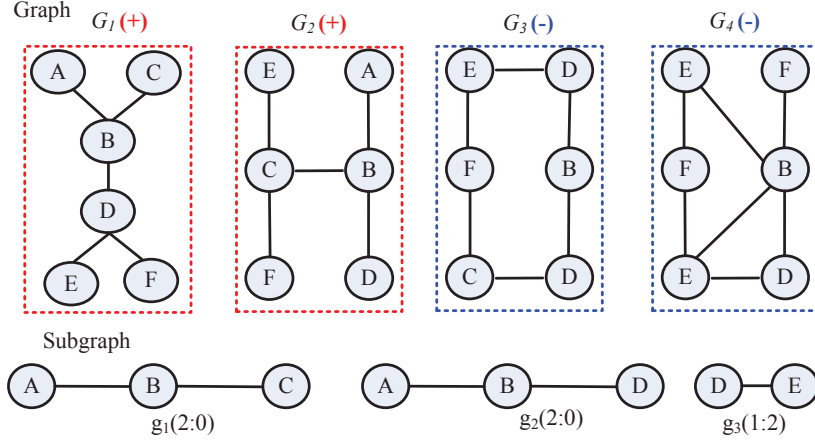 Graph
G1 (+) G2 (+) G3 (-) G4 (-)
A C E A E D E F
B C B F B F B
D
E F F D C D E D
Subgraph
A B C A B D D E
g1(2:0) g2(2:0) g3(1:2)